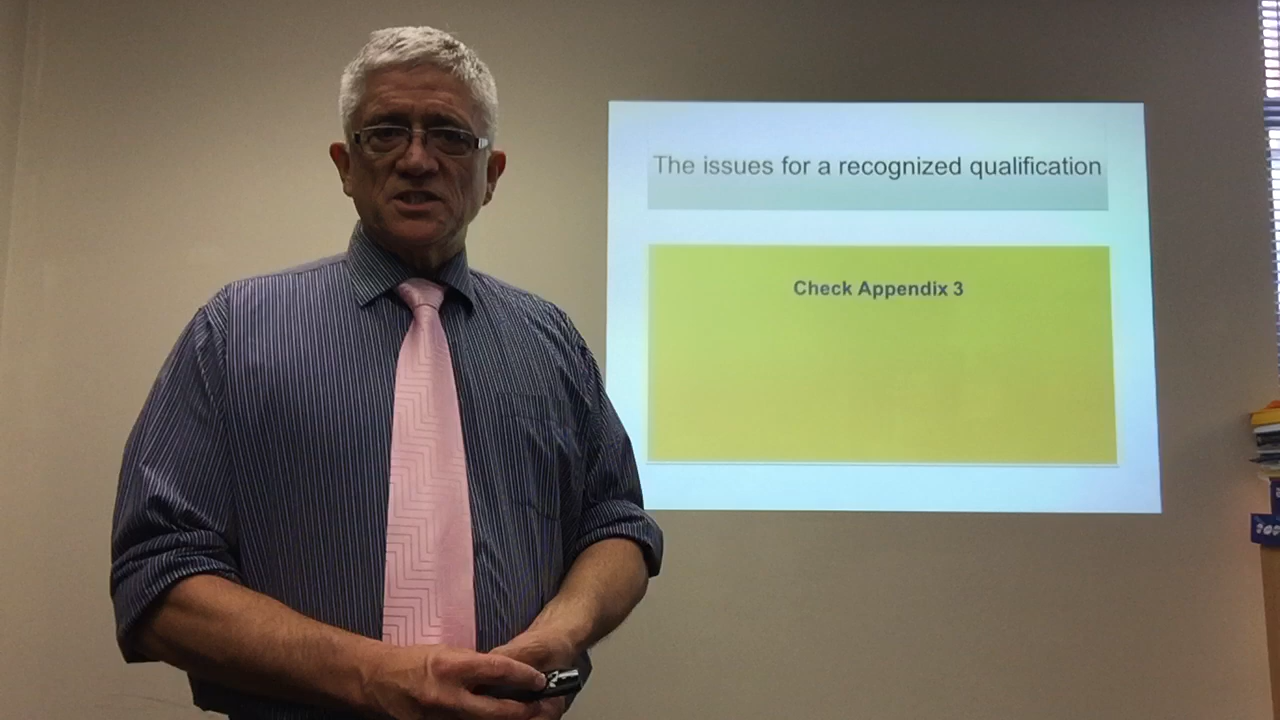 The issues for a recognized qualification
Check Appendix 3